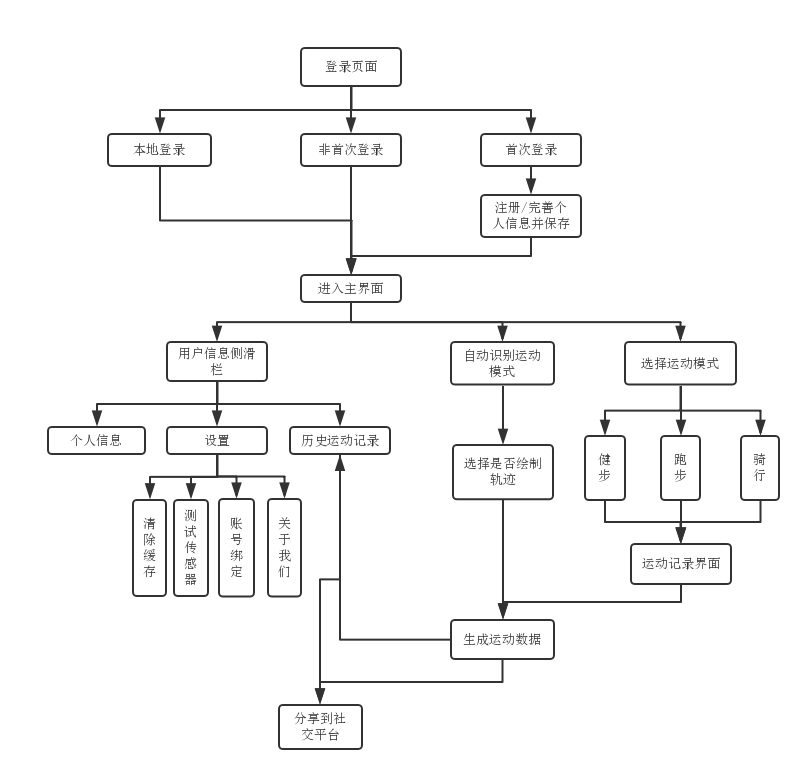 登录页面
本地登录
非首次登录
首次登录
注册/完善个
人信息并保存
进入主界面
用户信息侧滑
栏
自动识别运动
模式
选择运动模式
个人信息
设置
历史运动记录
选择是否绘制
轨迹
健
步
跑
步
骑
行
清
除
缓
存
测
试
传
感
器
账
号
绑
定
关
于
我
们
运动记录界面
生成运动数据
分享到社
交平台